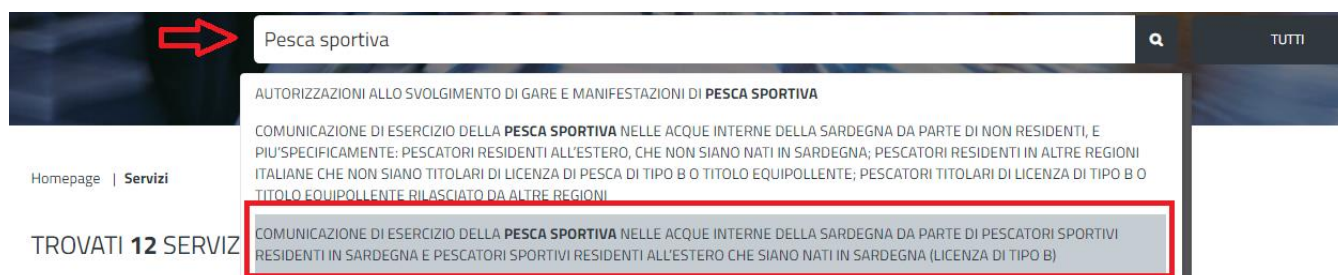 Pesca sportiva
TUTTI
AUTORIZZAZIONI ALLO SVOLGIMENTO DI GARE E MANIFESTAZIONI DI PESCA SPORTIVA
COMUNICAZIONE DI ESERCIZIO DELLA PESCA SPORTIVA NELLE ACQUE INTERNE DELLA SARDEGNA DA PARTE DI NON RESIDENTI, E
PIU'SPECIFICAMENTE: PESCATORI RESIDENTI ALL'ESTERO, CHE NON SIANO NATI IN SARDEGNA; PESCATORI RESIDENTI IN ALTRE REGIONI
ITALIANE CHE NON SIANO TITOLARI DI LICENZA DI PESCA DI TIPO B O TITOLO EQUIPOLLENTE; PESCATORI TITOLARI DI LICENZA DI TIPO B O
TITOLO EQUIPOLLENTE RILASCIATO DA ALTRE REGIONI
Homepage | Servizi
TROVATI 12 SERVIZ
COMUNICAZIONE DI ESERCIZIO DELLA PESCA SPORTIVA NELLE ACQUE INTERNE DELLA SARDEGNA DA PARTE DI PESCATORI SPORTIVI
RESIDENTI IN SARDEGNA E PESCATORI SPORTIVI RESIDENTI ALL'ESTERO CHE SIANO NATI IN SARDEGNA (LICENZA DI TIPO B)